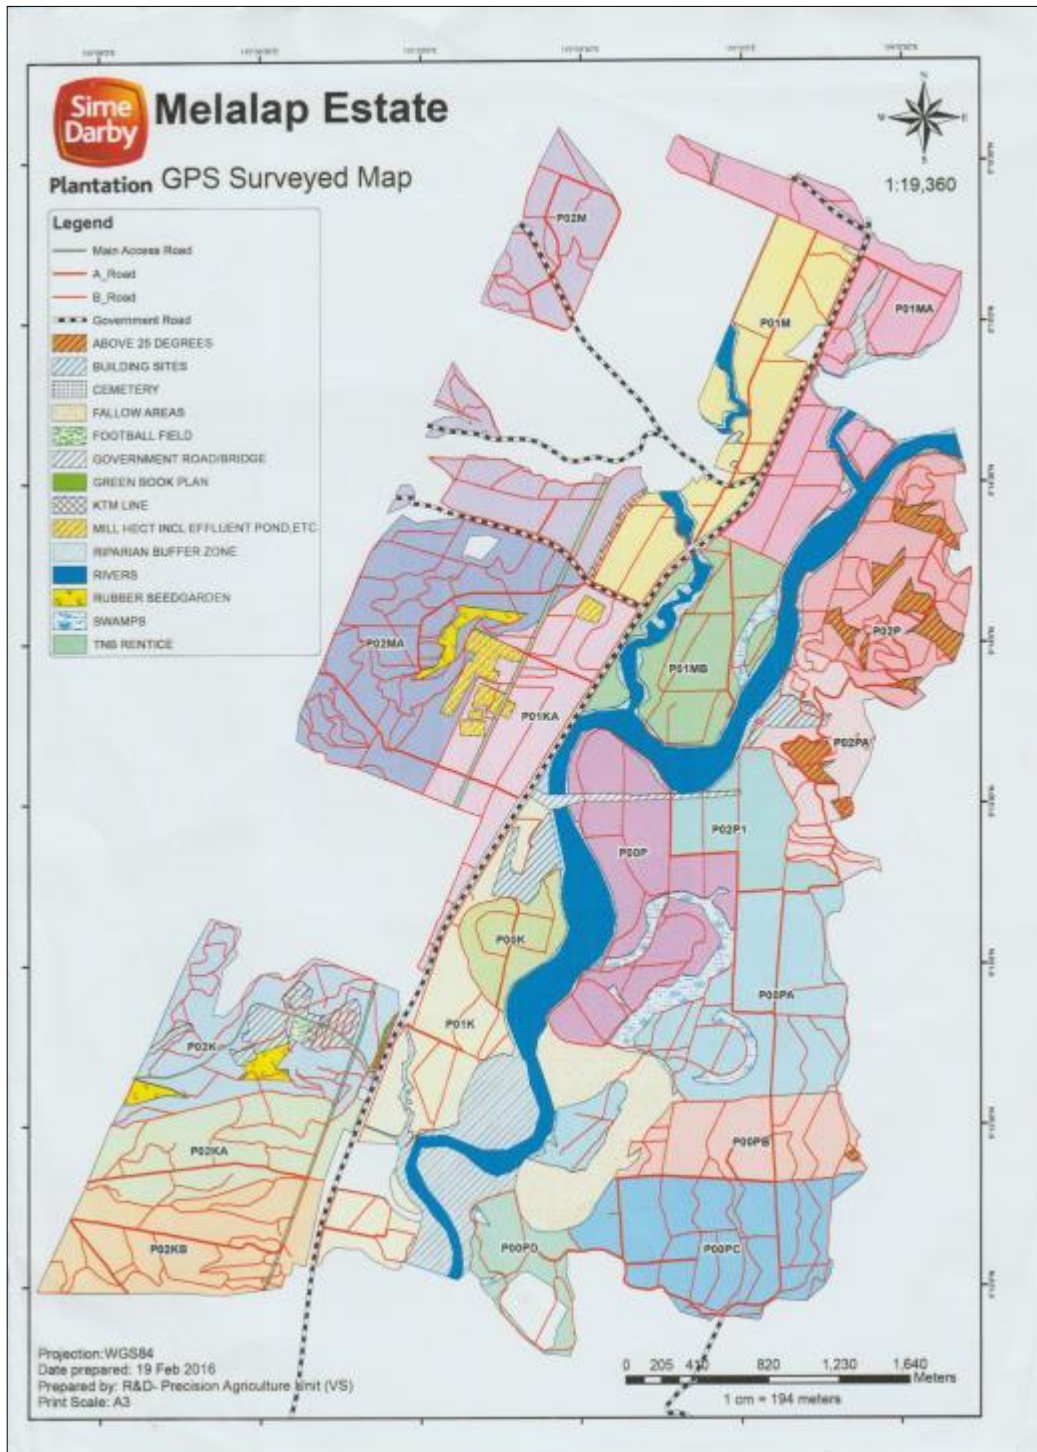 Sime
Darby
Plantation
Melalap Estate
GPS Surveyed Map
N
W
E
S
1:19,360
Legend
Main Access Road
A_Road
B_Road
Government Road
ABOVE 25 DEGREES
BUILDING SITES
CEMETERY
FALLOW AREAS
FOOTBALL FIELD
GOVERNMENT ROAD/BRIDGE
GREEN BOOK PLAN
KTM LINE
MILL HECT INCL EFFLUENT POND,ETC
RIPARIAN BUFFER ZONE
RIVERS
RUBBER SEEDGARDEN
SWAMPS
TNB RENTICE
P02M
P01MA
P01M
P02P
P02MA
P01MB
P01KA
P02PA
P02P1
P00P
P00K
P00PA
P01K
P02K
P00PB
P02KA
P02KB
P00PD
P00PC
Projection:WGS84
Date prepared: 19 Feb 2016
Prepared by: R&D- Precision Agriculture Unit (VS)
Print Scale: A3
0 205 410 820 1,230 1,640
Meters
1 cm = 194 meters